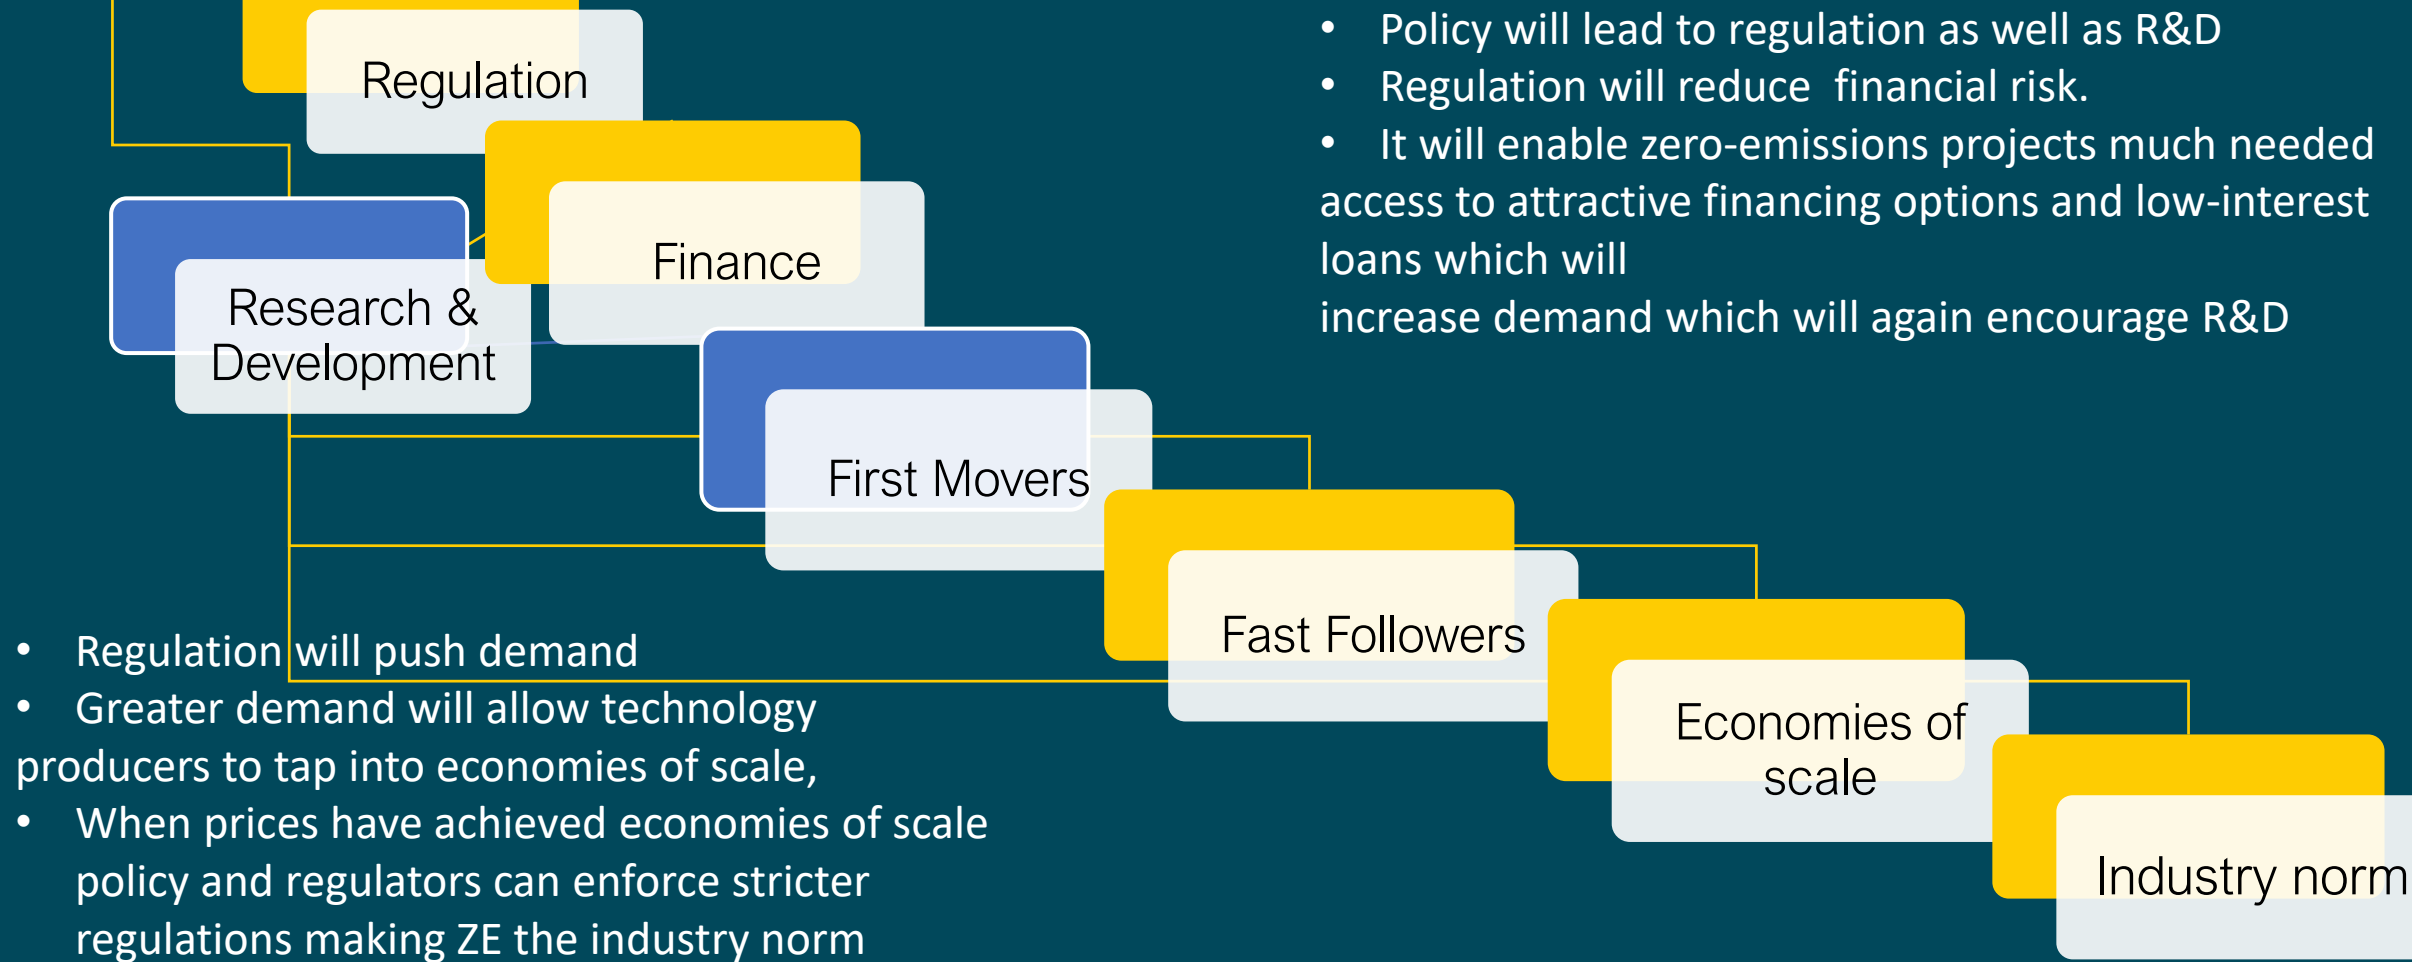 • Policy will lead to regulation as well as R&D
• Regulation will reduce  financial risk.
• It will enable zero-emissions projects much needed
access to attractive financing options and low-interest
loans which will
increase demand which will again encourage R&D
Regulation
Finance
Research &
Development
First Movers
Fast Followers
Economies of
scale
Industry norm
• Regulation will push demand
• Greater demand will allow technology
producers to tap into economies of scale,
• When prices have achieved economies of scale
policy and regulators can enforce stricter
regulations making ZE the industry norm